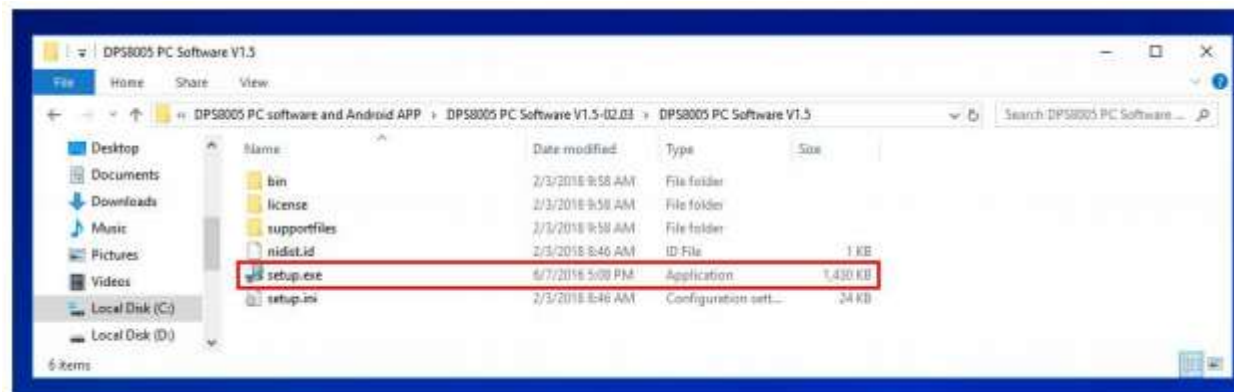 DPS8005 PC Software V1.5
File Home Share View
« DPS8005 PC software and Android APP › DPS8005 PC Software V1.5-02.03 › DPS8005 PC Software V1.5 Search DPS8005 PC Software ...
Desktop Name Date modified Type Size
Documents bin 2/3/2018 9:58 AM File folder
Downloads license 2/3/2018 9:58 AM File folder
Music supportfiles 2/3/2018 9:58 AM File folder
Pictures nidist.id 2/3/2018 8:46 AM ID File 1 KB
Videos setup.exe 6/7/2016 5:08 PM Application 1,430 KB
Local Disk (C:) setup.ini 2/3/2018 8:46 AM Configuration sett... 24 KB
Local Disk (D:)
6 items